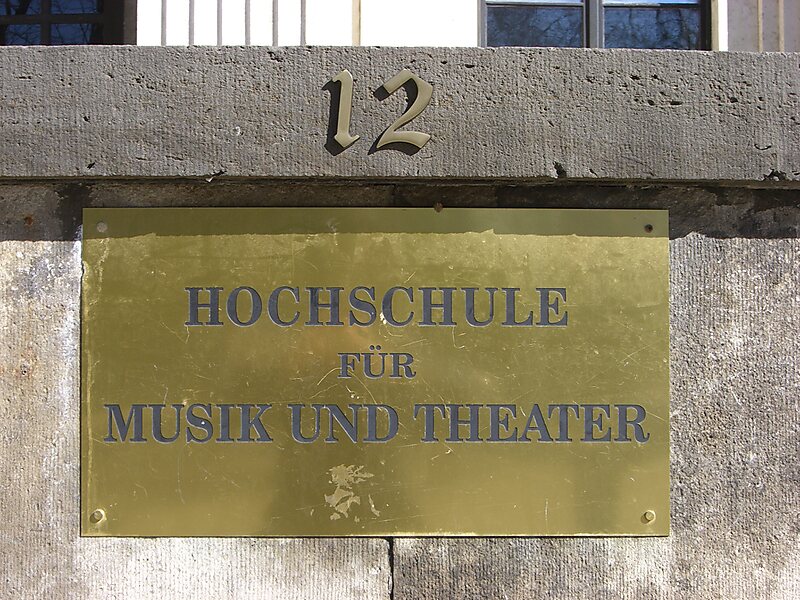 12
HOCHSCHULE
FÜR
MUSIK UND THEATER